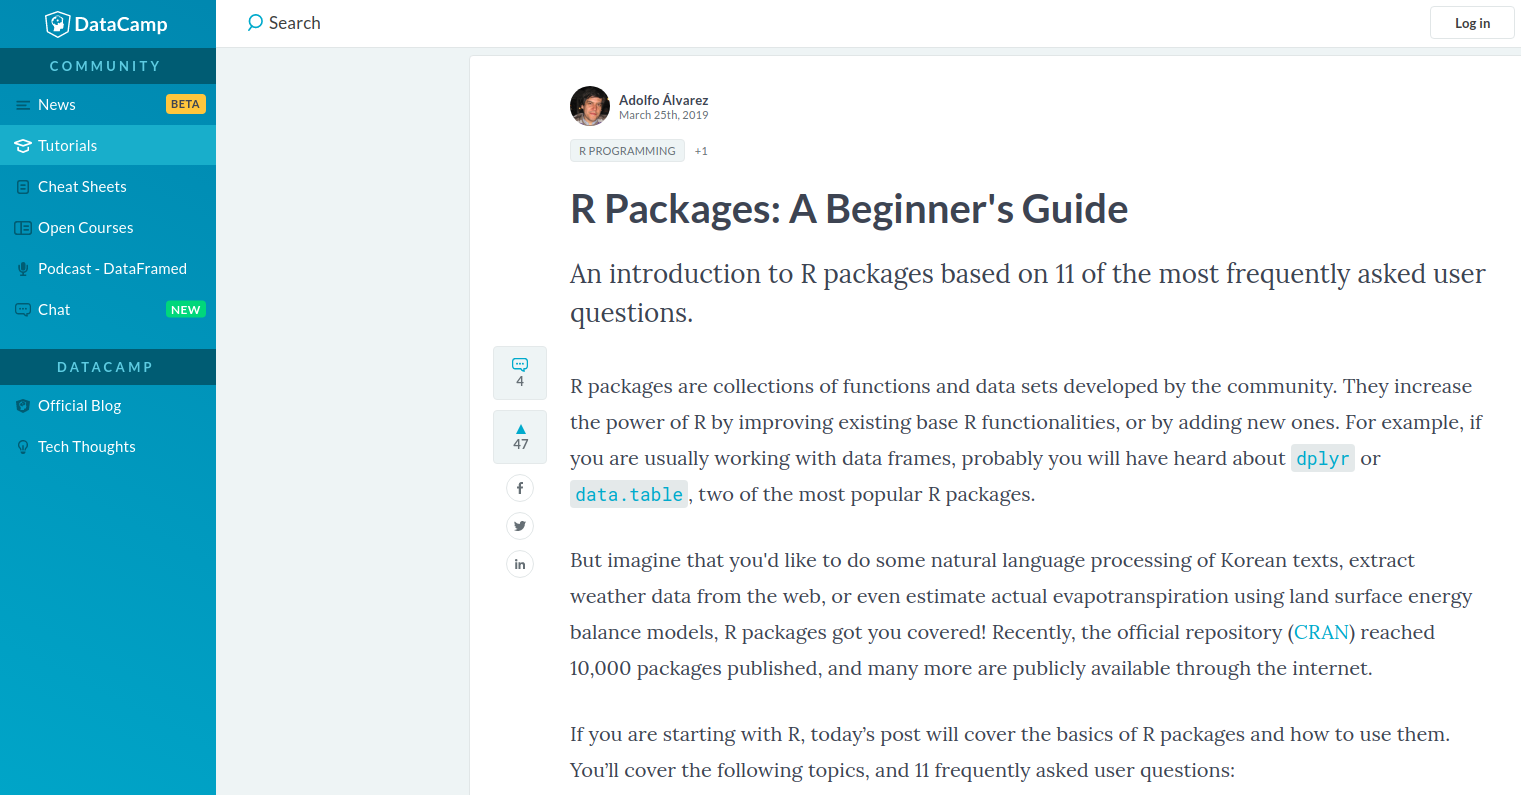 DataCamp
Search
Log in
COMMUNITY
News
BETA
Tutorials
Cheat Sheets
Open Courses
Podcast - DataFramed
Chat
NEW
DATACAMP
Official Blog
Tech Thoughts
Adolfo Álvarez
March 25th, 2019
R PROGRAMMING
+1
R Packages: A Beginner's Guide
An introduction to R packages based on 11 of the most frequently asked user
questions.
4
47
R packages are collections of functions and data sets developed by the community. They increase
the power of R by improving existing base R functionalities, or by adding new ones. For example, if
you are usually working with data frames, probably you will have heard about dplyr or
data.table, two of the most popular R packages.
But imagine that you'd like to do some natural language processing of Korean texts, extract
weather data from the web, or even estimate actual evapotranspiration using land surface energy
balance models, R packages got you covered! Recently, the official repository (CRAN) reached
10,000 packages published, and many more are publicly available through the internet.
If you are starting with R, today’s post will cover the basics of R packages and how to use them.
You’ll cover the following topics, and 11 frequently asked user questions: